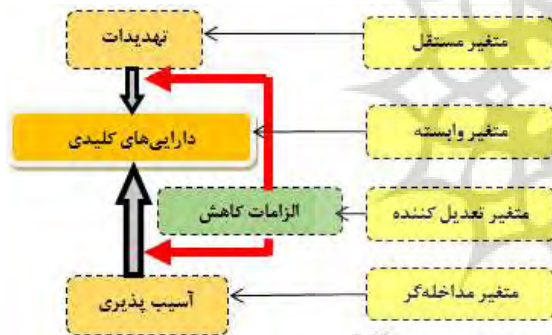 متغیر مستقل
تهدیدات
متغیر وابسته
دارایی‌های کلیدی
متغیر تعدیل کننده
الزامات کاهش
متغیر مداخله‌گر
آسیب پذیری